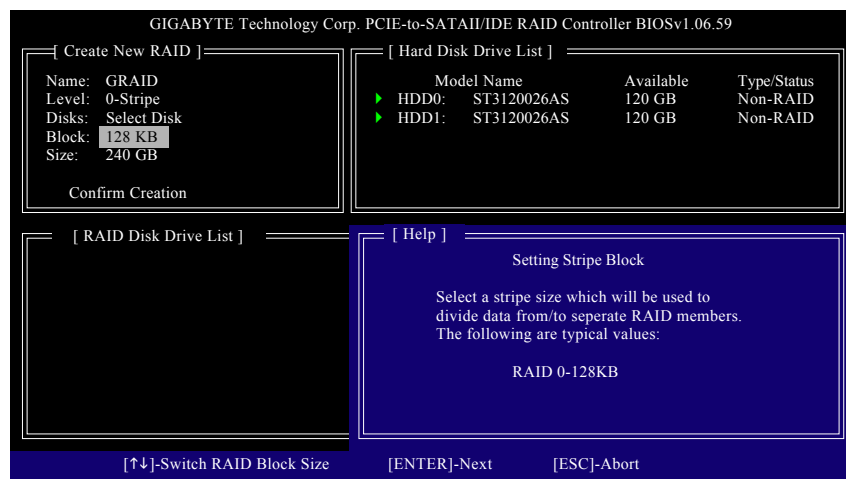 GIGABYTE Technology Corp. PCIE-to-SATAII/IDE RAID Controller BIOSv1.06.59
[ Create New RAID ]
Name: GRAID
Level: 0-Stripe
Disks: Select Disk
Block: 128 KB
Size: 240 GB
Confirm Creation
[ Hard Disk Drive List ]
Model Name Available Type/Status
HDD0: ST3120026AS 120 GB Non-RAID
HDD1: ST3120026AS 120 GB Non-RAID
[ RAID Disk Drive List ]
[ Help ]
Setting Stripe Block
Select a stripe size which will be used to
divide data from/to seperate RAID members.
The following are typical values:
RAID 0-128KB
[↑↓]-Switch RAID Block Size [ENTER]-Next [ESC]-Abort